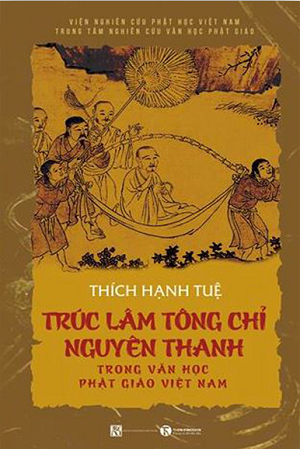 VIỆN NGHIÊN CỨU PHẬT HỌC VIỆT NAM
TRUNG TÂM NGHIÊN CỨU VĂN HỌC PHẬT GIÁO
THÍCH HẠNH TUỆ
TRÚC LÂM TÔNG CHỈ
NGUYÊN THANH
TRONG VĂN HỌC
PHẬT GIÁO VIỆT NAM